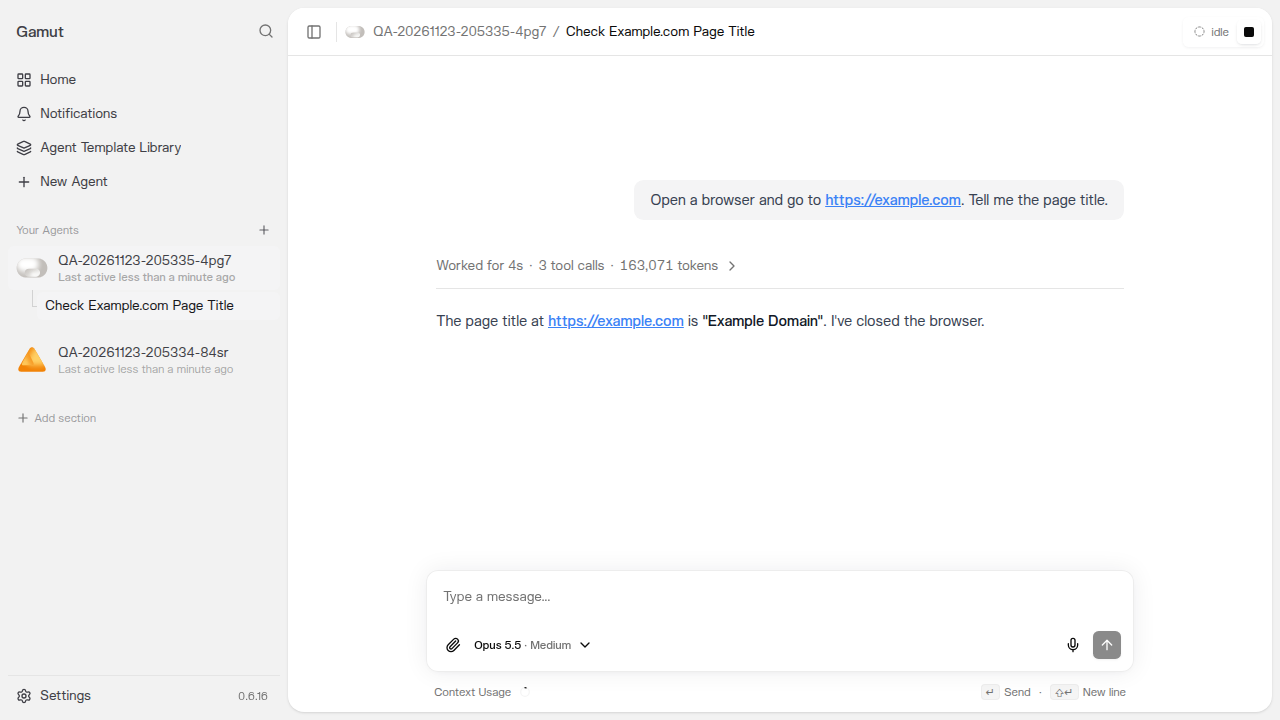 Gamut
Home
Notifications
Agent Template Library
New Agent
Your Agents
QA-20261123-205335-4pg7
Last active less than a minute ago
Check Example.com Page Title
QA-20261123-205334-84sr
Last active less than a minute ago
Add section
Settings
0.6.16
QA-20261123-205335-4pg7 / Check Example.com Page Title
idle
Open a browser and go to https://example.com. Tell me the page title.
Worked for 4s · 3 tool calls · 163,071 tokens
The page title at https://example.com is "Example Domain". I've closed the browser.
Type a message...
Opus 5.5 · Medium
Context Usage
↵ Send · ⇧↵ New line